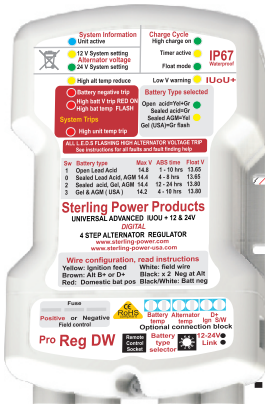 System Information
Unit active
12 V System setting
Alternator voltage
24 V System setting
Charge Cycle
High charge on
Timer active
Float mode
IP67
Waterproof
High alt temp reduce
Low V warning
IUoU+
Battery negative trip
High batt V trip RED ON
High bat temp FLASH
System Trips
High unit temp trip
Battery Type selected
Open acid=Yel+Gr
Sealed acid=Gr
Sealed AGM=Yal
Gel (USA)=Gr flash
ALL L.E.D.S FLASHING HIGH ALTERNATOR VOLTAGE TRIP
See instructions for all faults and fault finding help
Sw Battery type Max V ABS time Float V
1 Open Lead Acid 14.8 1 - 10 hrs 13.65
0 Sealed Lead Acid, AGM 14.4 4 - 8 hrs 13.65
2 Sealed acid, Gel, AGM 14.4 12 - 24 hrs 13.80
3 Gel & AGM ( USA ) 14.2 4 - 10 hrs 13.80
Sterling Power Products
UNIVERSAL ADVANCED IUOU + 12 & 24V
DIGITAL
4 STEP ALTERNATOR REGULATOR
www.sterling-power.com
www.sterling-power-usa.com
Wire configuration, read instructions
Yellow: Ignition feed White: field wire
Brown: Alt B+ or D+ Black: x 2 Neg at Alt
Red: Domestic bat pos Black/White: Batt neg
Fuse
Positive or Negative
Field control
CE
RoHS
Battery temp
Alternator temp
D+ Ign S/W
Optional connection block
Pro Reg DW
Remote Control Socket
Battery type selector
12-24V
Link